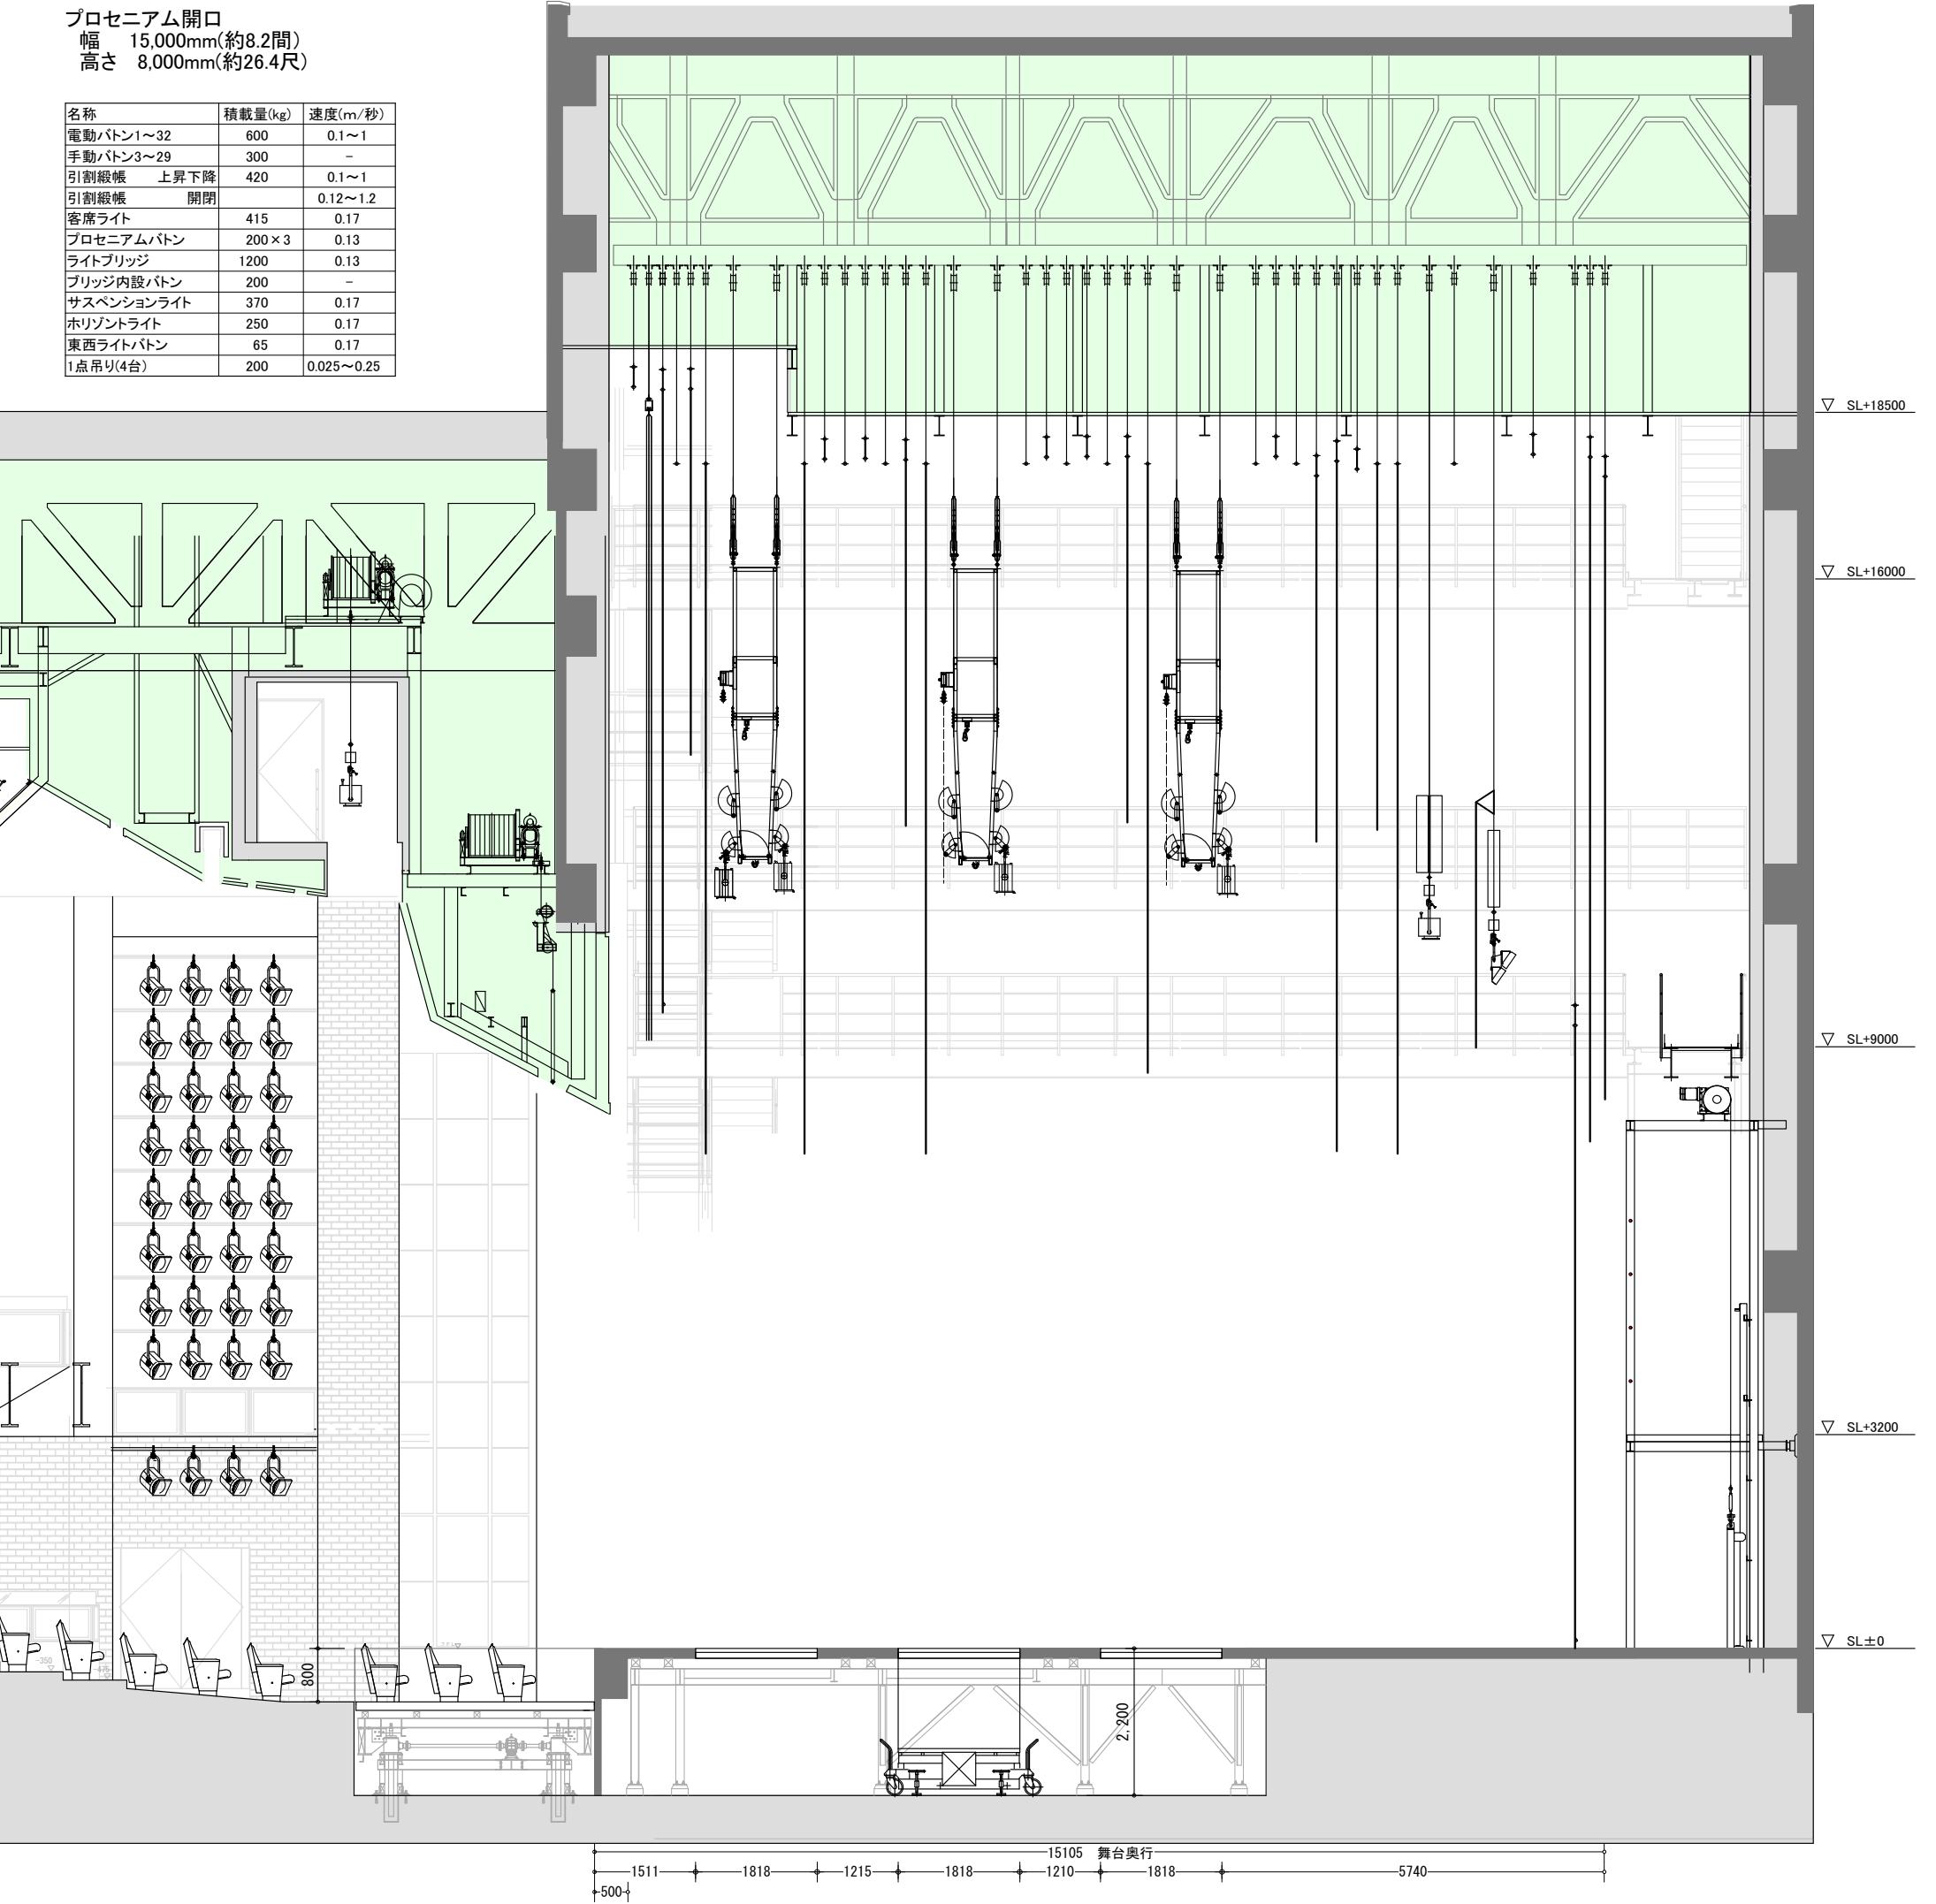 プロセニアム開口
幅 15,000mm(約8.2間)
高さ 8,000mm(約26.4尺)
名称 積載量(kg) 速度(m/秒)
電動バトン1～32 600 0.1～1
手動バトン3～29 300 -
引割緞帳 上昇下降 420 0.1～1
引割緞帳 開閉 0.12～1.2
客席ライト 415 0.17
プロセニアムバトン 200×3 0.13
ライトブリッジ 1200 0.13
ブリッジ内設バトン 200 -
サスペンションライト 370 0.17
ホリゾントライト 250 0.17
東西ライトバトン 65 0.17
1点吊り(4台) 200 0.025～0.25
▽ SL+18500
▽ SL+16000
▽ SL+9000
▽ SL+3200
▽ SL±0
-350
-475
800
2,200
15105 舞台奥行
1511 1818 1215 1818 1210 1818 5740
500